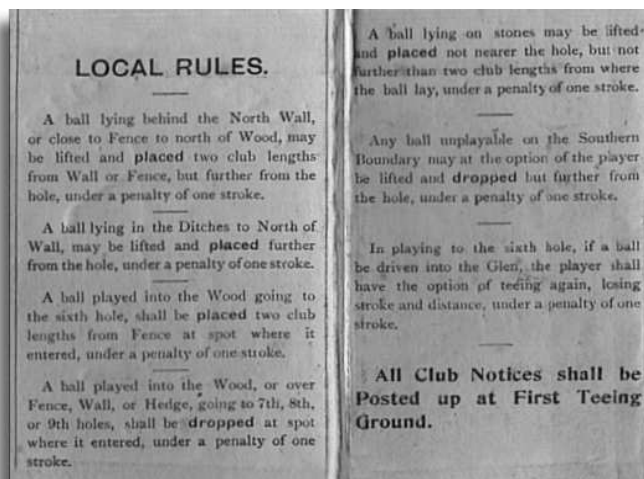 LOCAL RULES.
A ball lying behind the North Wall,
or close to Fence to north of Wood, may
be lifted and placed two club lengths
from Wall or Fence, but further from the
hole, under a penalty of one stroke.
A ball lying in the Ditches to North of
Wall, may be lifted and placed further
from the hole, under a penalty of one stroke.
A ball played into the Wood going to
the sixth hole, shall be placed two club
lengths from Fence at spot where it
entered, under a penalty of one stroke.
A ball played into the Wood, or over
Fence, Wall, or Hedge, going to 7th, 8th,
or 9th holes, shall be dropped at spot
where it entered, under a penalty of one
stroke.
A ball lying on stones may be lifted
and placed not nearer the hole, but not
further than two club lengths from where
the ball lay, under a penalty of one stroke.
Any ball unplayable on the Southern
Boundary may at the option of the player
be lifted and dropped but further from
the hole, under a penalty of one stroke.
In playing to the sixth hole, if a ball
be driven into the Glen, the player shall
have the option of teeing again, losing
stroke and distance, under a penalty of one
stroke.
All Club Notices shall be
Posted up at First Teeing
Ground.